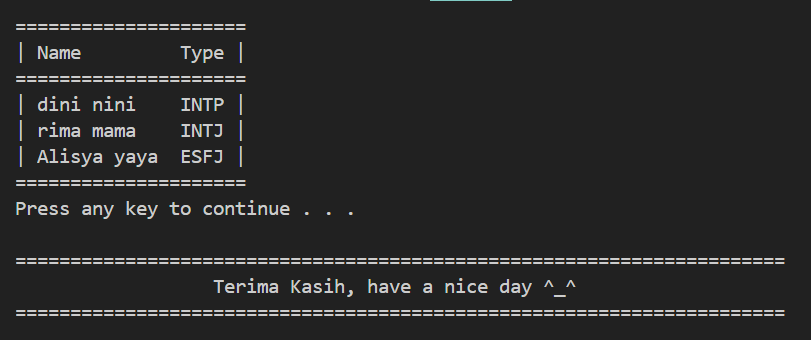 =====================
| Name         Type |
=====================
| dini nini    INTP |
| rima mama    INTJ |
| Alisya yaya  ESFJ |
=====================
Press any key to continue . . .

======================================================================
                  Terima Kasih, have a nice day ^_^
======================================================================